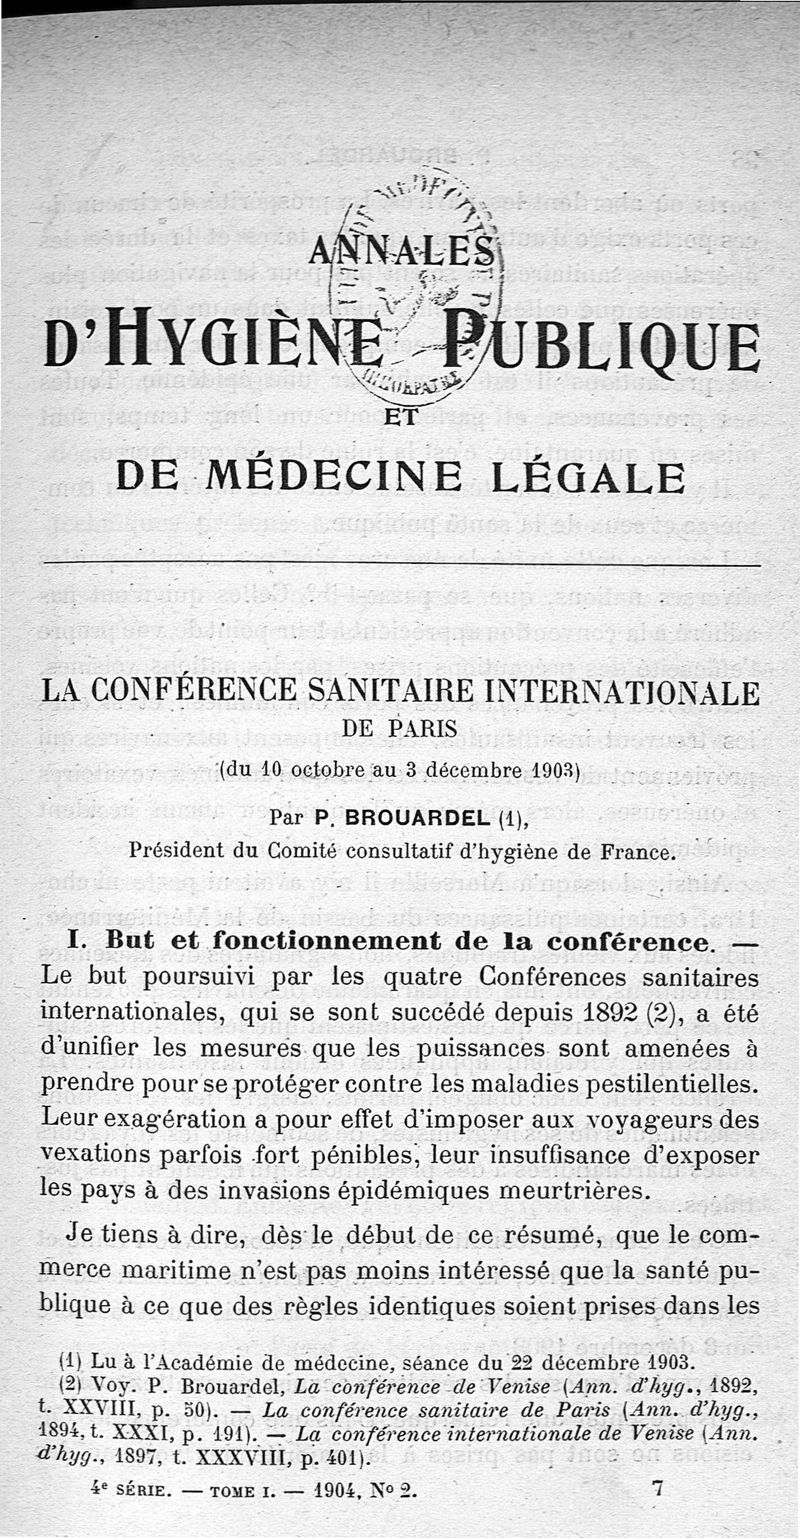 ANNALES
D'HYGIÈNE PUBLIQUE
ET
DE MÉDECINE LÉGALE
LA CONFÉRENCE SANITAIRE INTERNATIONALE
DE PARIS
(du 10 octobre au 3 décembre 1903)
Par P. BROUARDEL (1),
Président du Comité consultatif d'hygiène de France.
I. But et fonctionnement de la conférence. —
Le but poursuivi par les quatre Conférences sanitaires
internationales, qui se sont succédé depuis 1892 (2), a été
d'unifier les mesures que les puissances sont amenées à
prendre pour se protéger contre les maladies pestilentielles.
Leur exagération a pour effet d'imposer aux voyageurs des
vexations parfois fort pénibles, leur insuffisance d'exposer
les pays à des invasions épidémiques meurtrières.
Je tiens à dire, dès le début de ce résumé, que le com-
merce maritime n'est pas moins intéressé que la santé pu-
blique à ce que des règles identiques soient prises dans les
(1) Lu à l'Académie de médecine, séance du 22 décembre 1903.
(2) Voy. P. Brouardel, La conférence de Venise (Ann. d'hyg., 1892,
t. XXVIII, p. 50). — La conférence sanitaire de Paris (Ann. d'hyg.,
1894, t. XXXI, p. 191). — La conférence internationale de Venise (Ann.
d'hyg., 1897, t. XXXVIII, p. 401).
4e SÉRIE. — TOME I. — 1904, No 2. 7